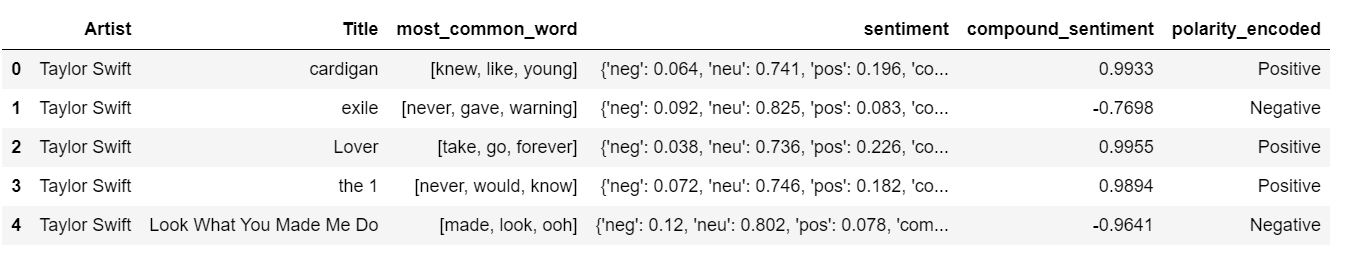 Artist Title most_common_word sentiment compound_sentiment polarity_encoded
0 Taylor Swift cardigan [knew, like, young] {'neg': 0.064, 'neu': 0.741, 'pos': 0.196, 'co... 0.9933 Positive
1 Taylor Swift exile [never, gave, warning] {'neg': 0.092, 'neu': 0.825, 'pos': 0.083, 'co... -0.7698 Negative
2 Taylor Swift Lover [take, go, forever] {'neg': 0.038, 'neu': 0.736, 'pos': 0.226, 'co... 0.9955 Positive
3 Taylor Swift the 1 [never, would, know] {'neg': 0.072, 'neu': 0.746, 'pos': 0.182, 'co... 0.9894 Positive
4 Taylor Swift Look What You Made Me Do [made, look, ooh] {'neg': 0.12, 'neu': 0.802, 'pos': 0.078, 'com... -0.9641 Negative